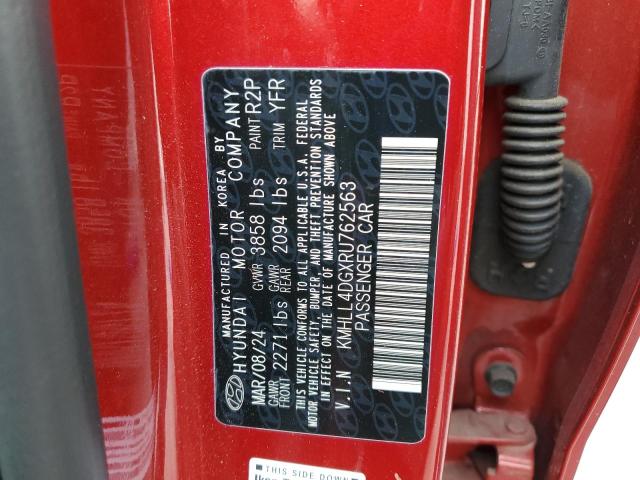 MANUFACTURED IN KOREA BY
HYUNDAI MOTOR COMPANY
MAR/08/24 GVWR 3858 lbs PAINT R2P
GAWR FRONT 2271 lbs GAWR REAR 2094 lbs TRIM YFR
THIS VEHICLE CONFORMS TO ALL APPLICABLE U.S.A. FEDERAL
MOTOR VEHICLE SAFETY, BUMPER, AND THEFT PREVENTION STANDARDS
IN EFFECT ON THE DATE OF MANUFACTURE SHOWN ABOVE
V.I.N KMHLL4DGXRU762563
PASSENGER CAR
THIS SIDE DOWN